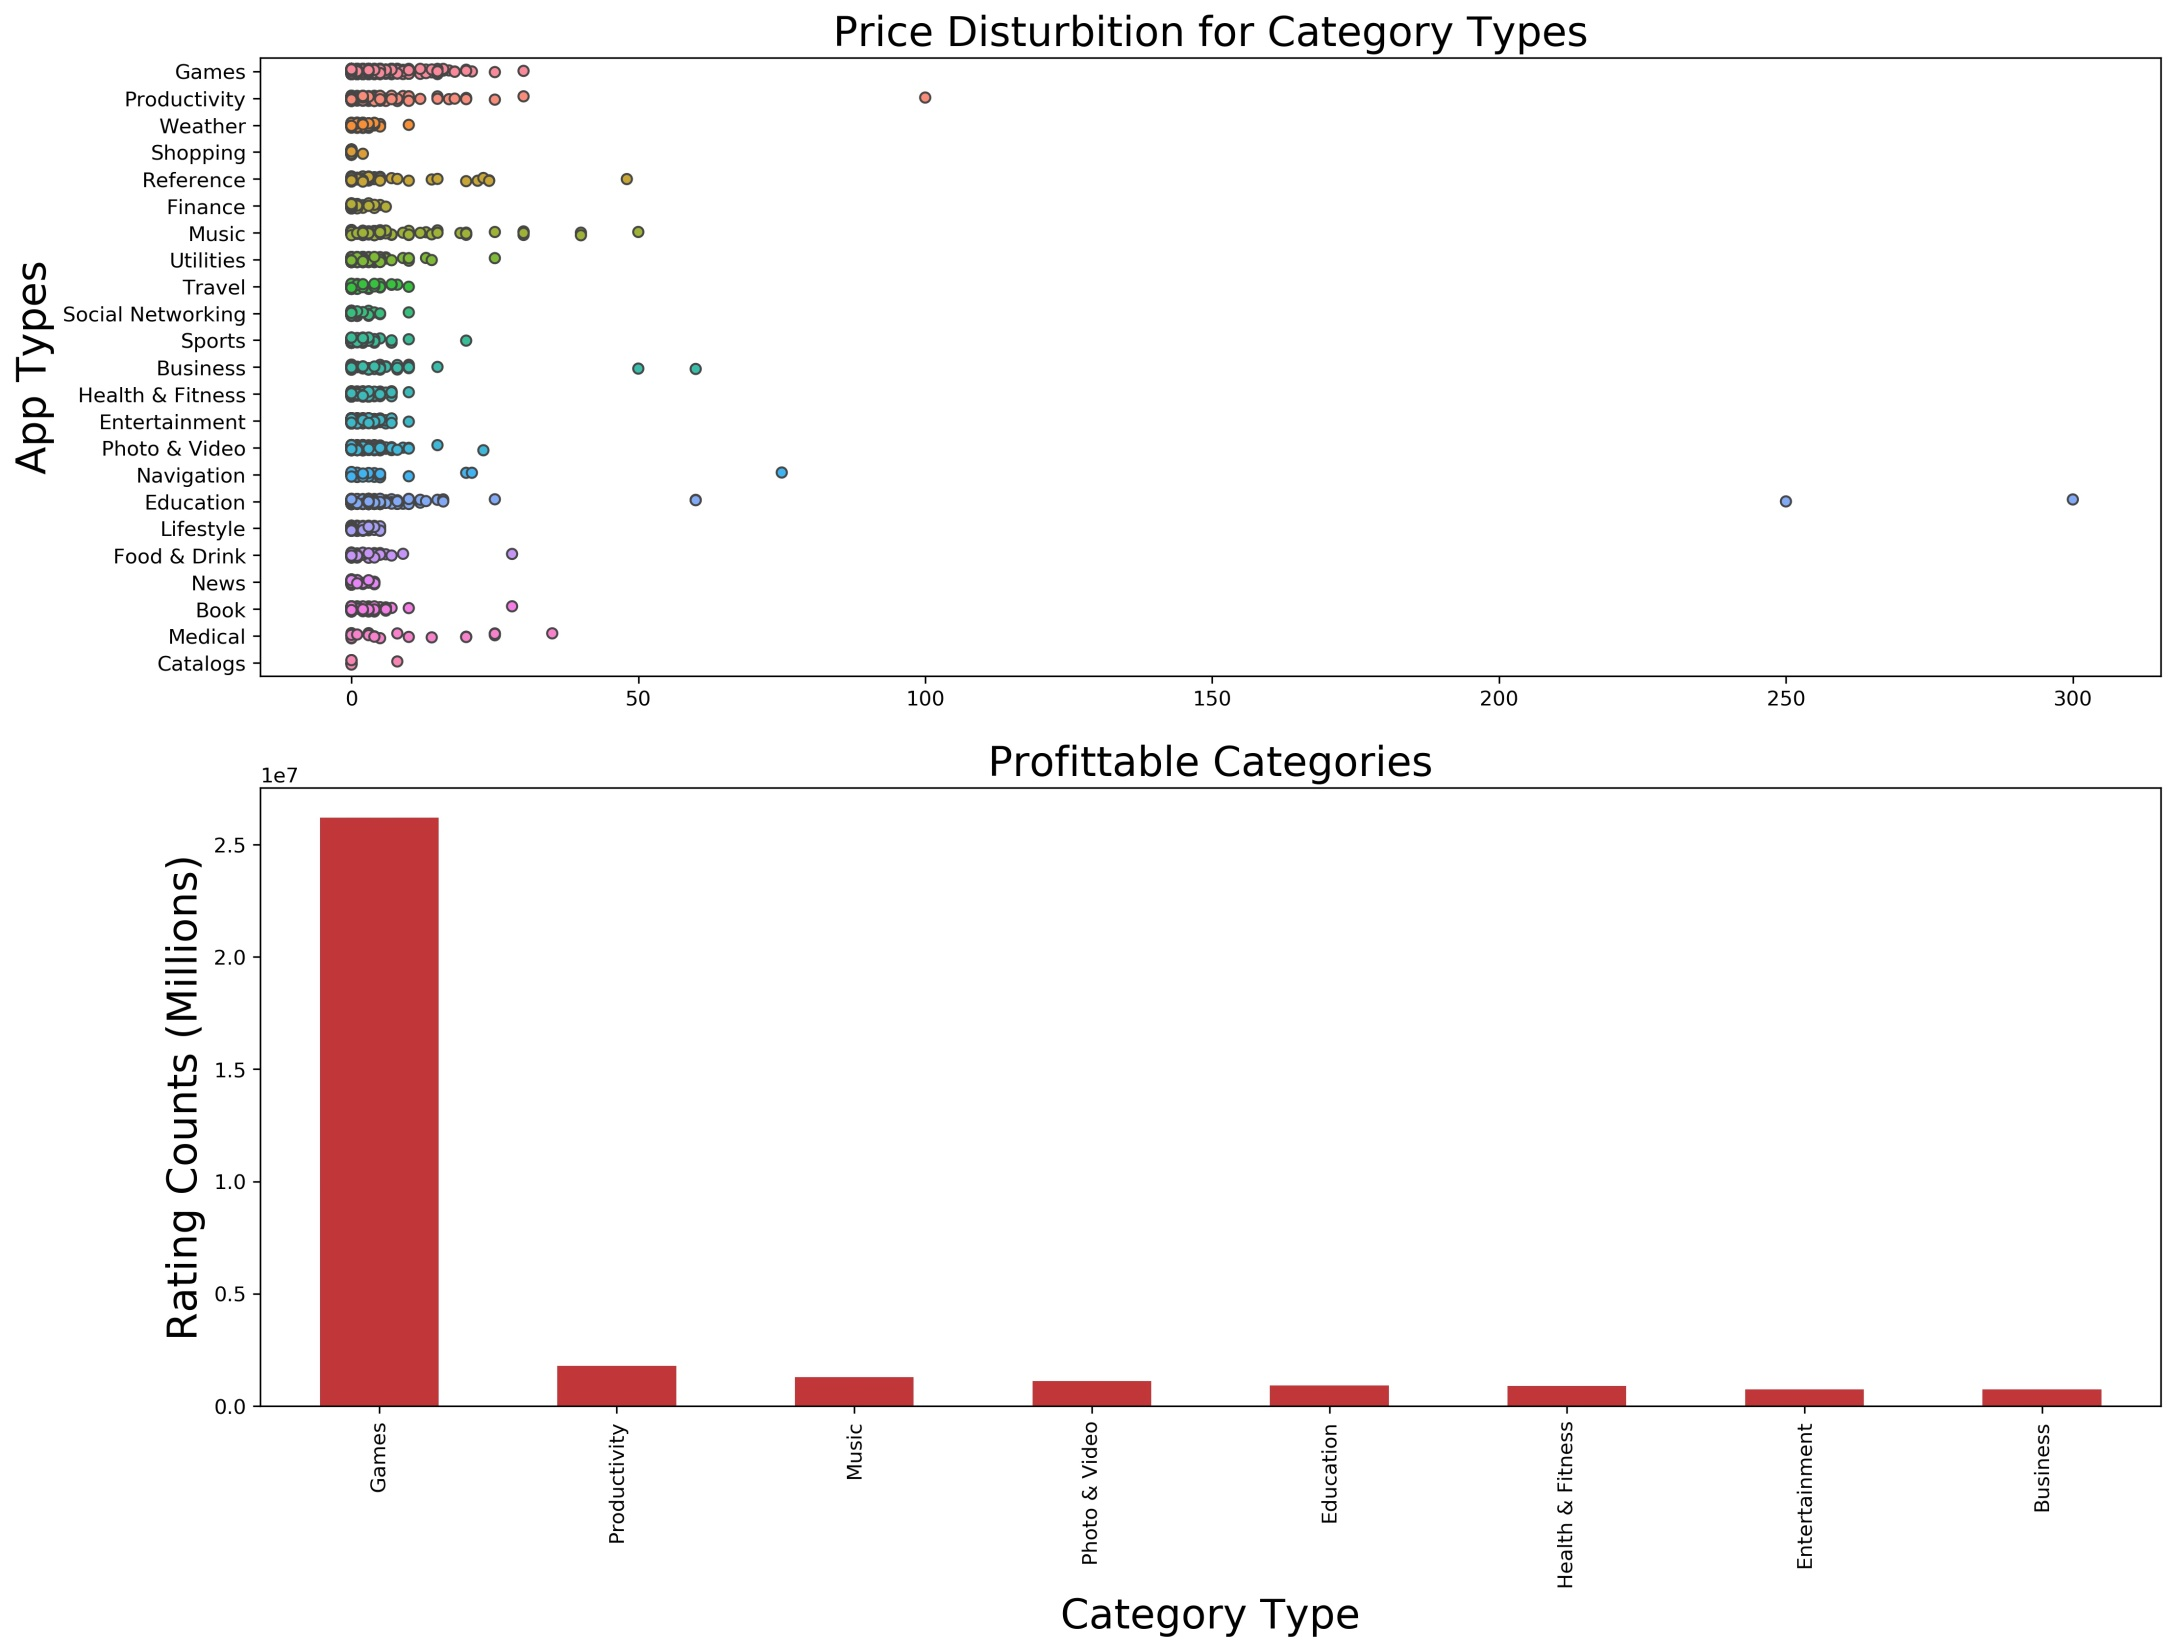 Price Disturbition for Category Types
App Types
Games
Productivity
Weather
Shopping
Reference
Finance
Music
Utilities
Travel
Social Networking
Sports
Business
Health & Fitness
Entertainment
Photo & Video
Navigation
Education
Lifestyle
Food & Drink
News
Book
Medical
Catalogs
0 50 100 150 200 250 300
Profittable Categories
1e7
Rating Counts (Millions)
2.5
2.0
1.5
1.0
0.5
0.0
Games
Productivity
Music
Photo & Video
Education
Health & Fitness
Entertainment
Business
Category Type